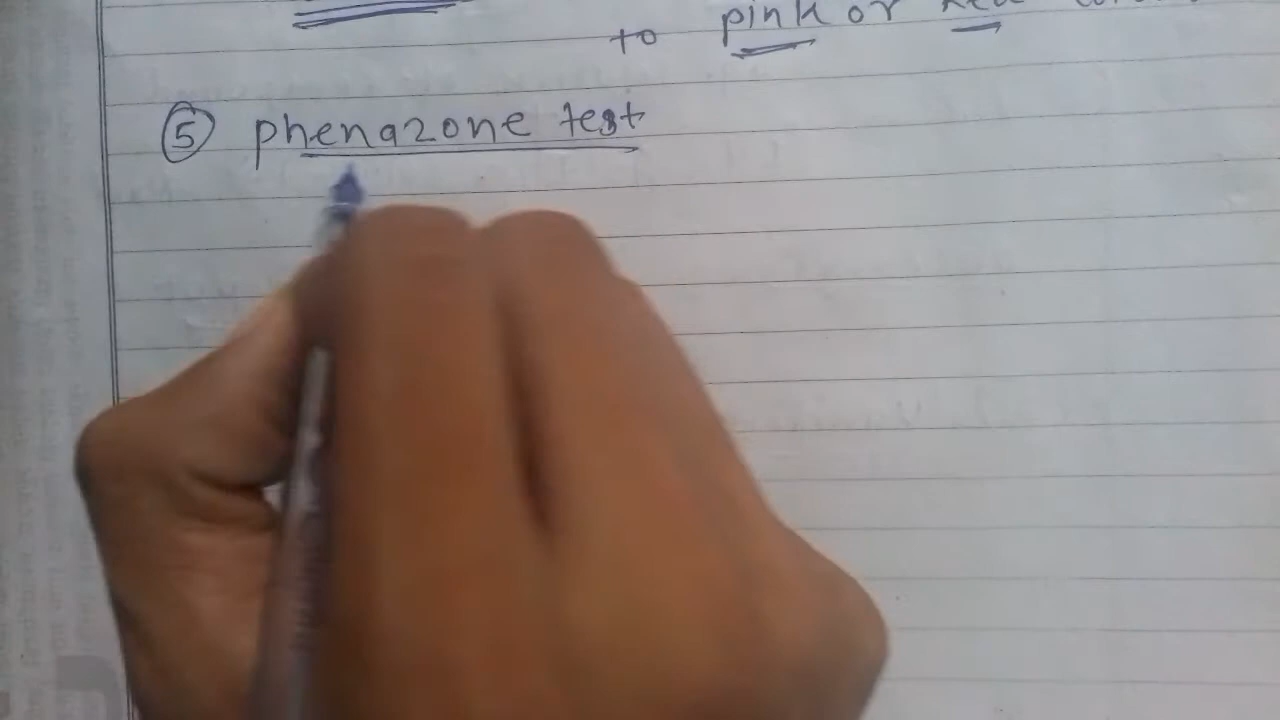 to pink or
⑤ phenazone test